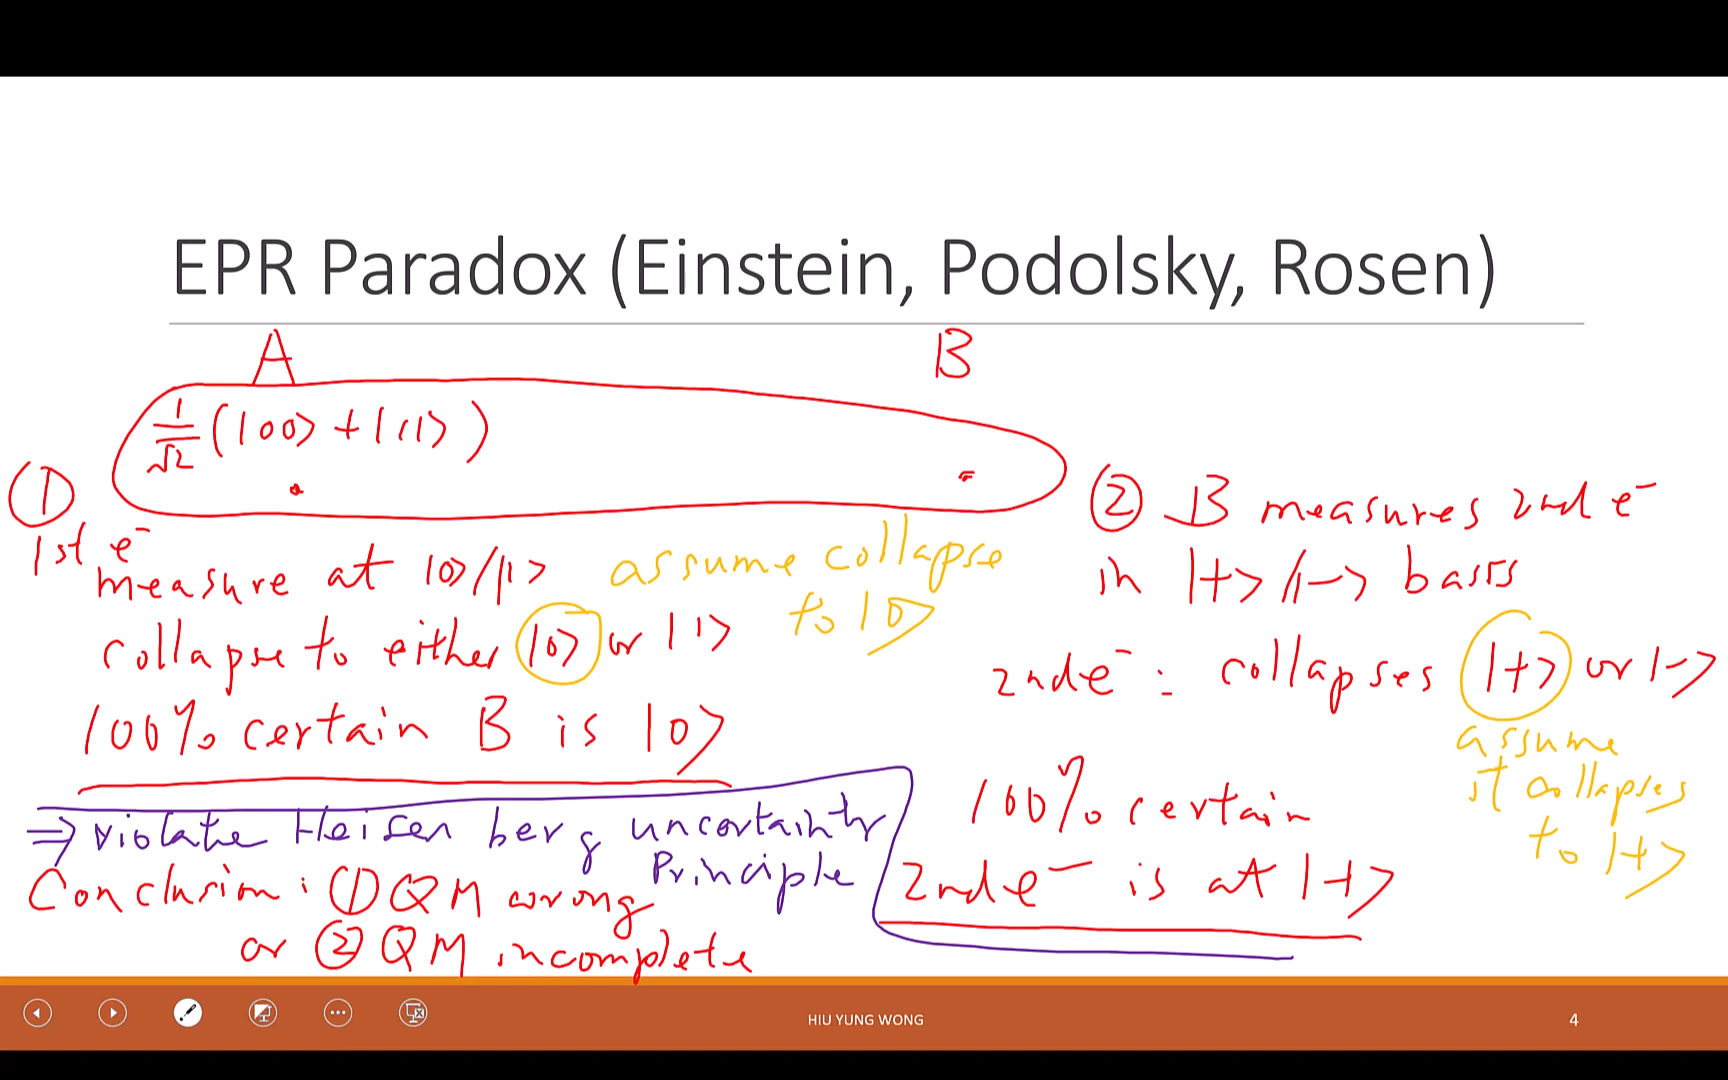 EPR Paradox (Einstein, Podolsky, Rosen)
A
B
1/√2 (|00> + |11>)
①
1st e⁻
measure at |0>/|1>
collapse to either |0> or |1>
assume collapse
to |0>
100% certain B is |0>
⇒ violate Heisenberg uncertainty
Principle
Conclusion: ① QM wrong
or ② QM incomplete
② B measures 2nd e⁻
in |+>/|-> basis
2nd e⁻: collapses |+> or |->
assume
it collapses
to |+>
100% certain
2nd e⁻ is at |+>
HIU YUNG WONG
4